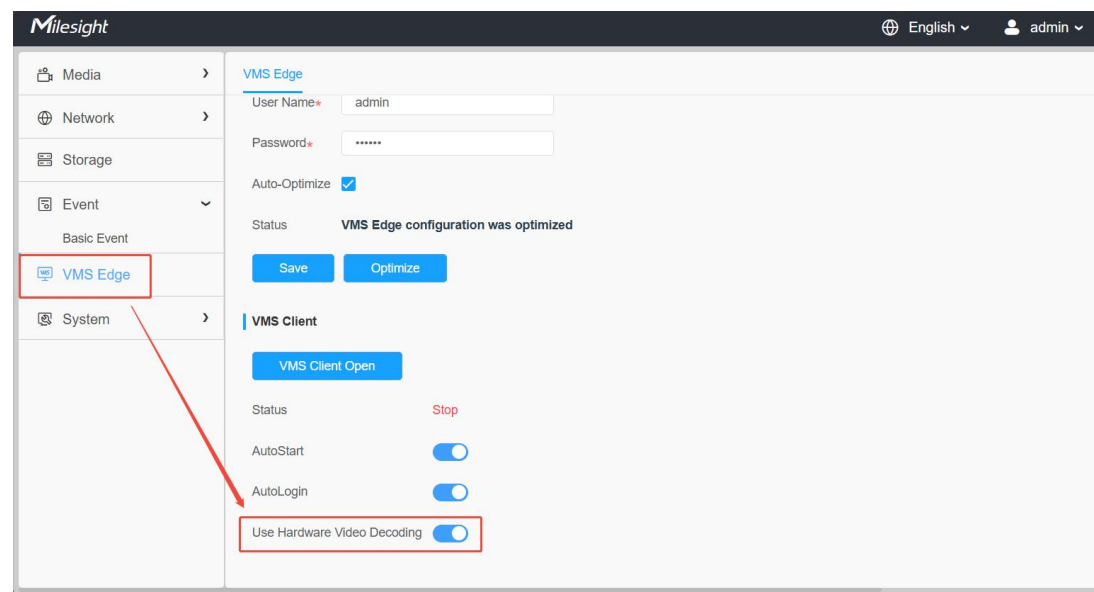 Milesight
English
admin
Media
Network
Storage
Event
Basic Event
VMS Edge
System
VMS Edge
User Name*
admin
Password*
••••••
Auto-Optimize
Status
VMS Edge configuration was optimized
Save
Optimize
VMS Client
VMS Client Open
Status
Stop
AutoStart
AutoLogin
Use Hardware Video Decoding